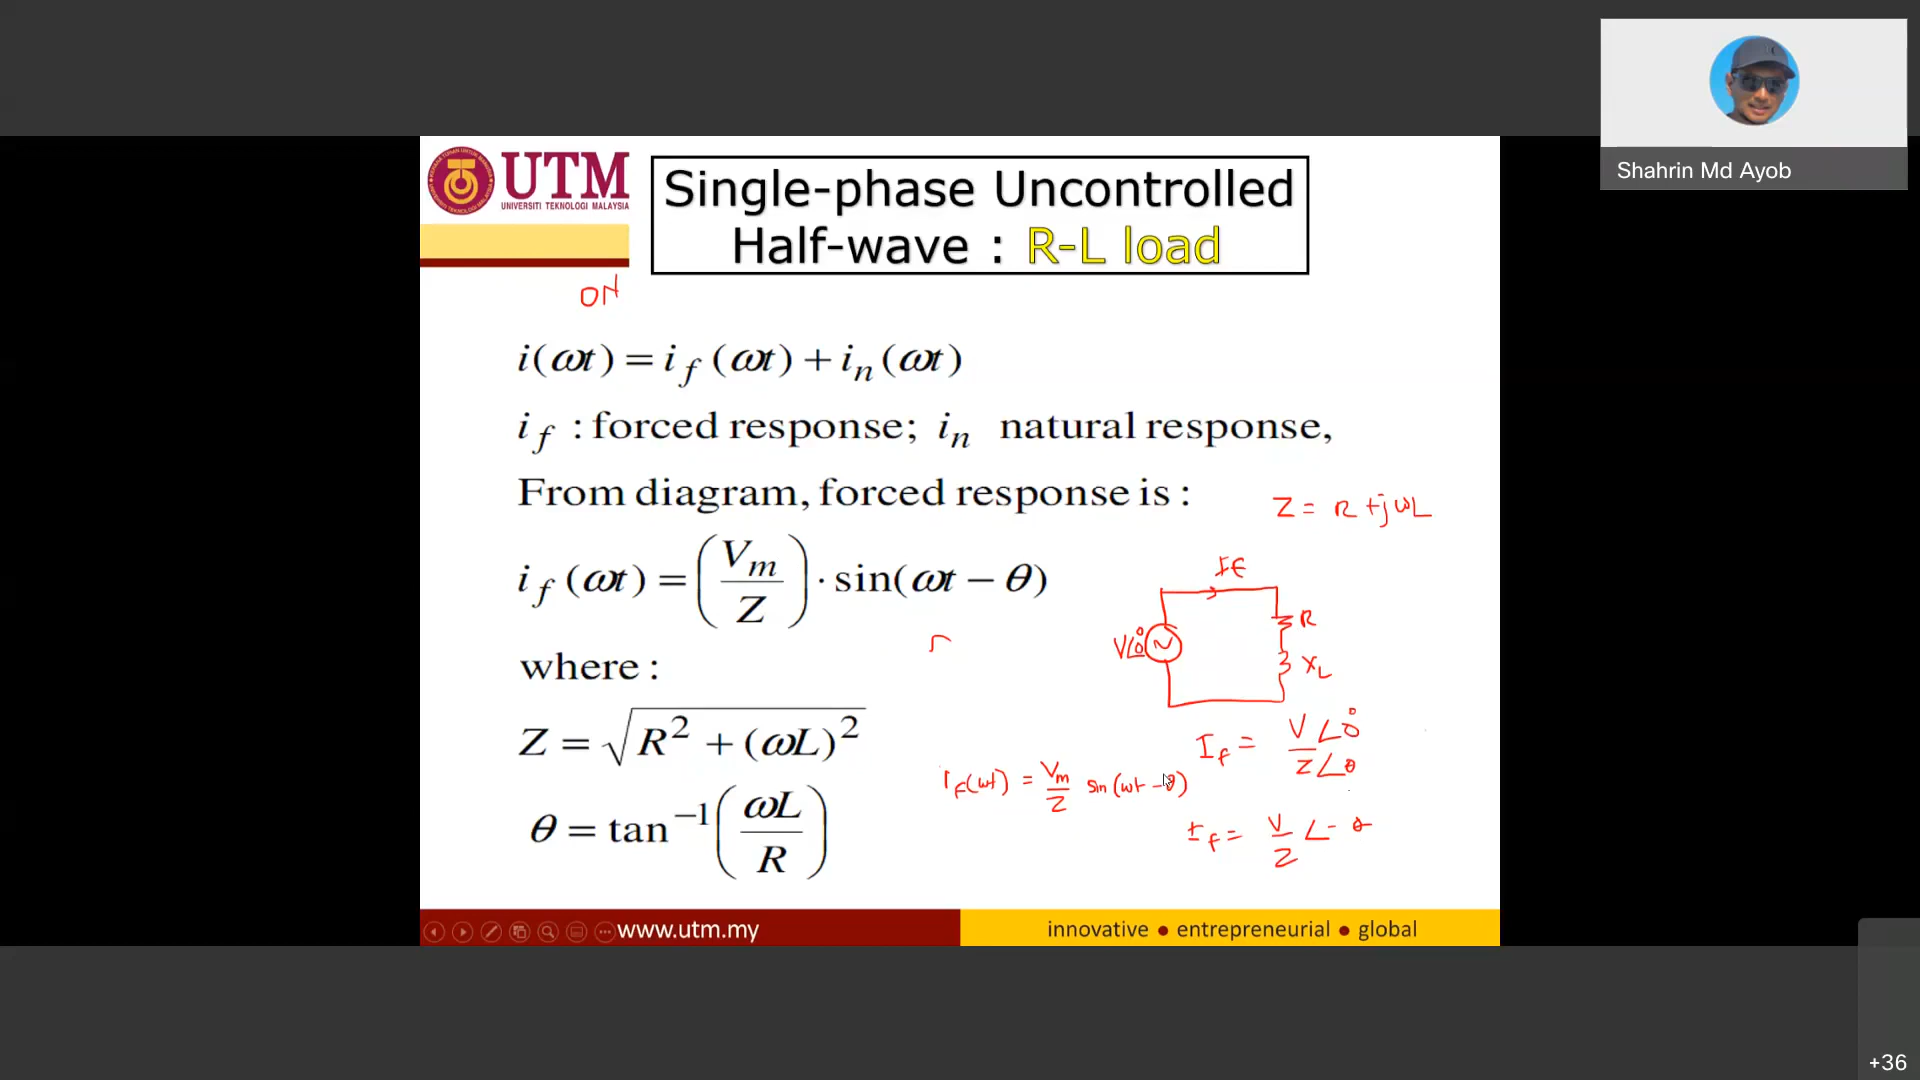 Shahrin Md Ayob
UTM
UNIVERSITI TEKNOLOGI MALAYSIA
Single-phase Uncontrolled
Half-wave : R-L load
ON
i(ωt) = i_f (ωt) + i_n (ωt)
i_f : forced response; i_n natural response,
From diagram, forced response is :
Z = R + jωL
i_f (ωt) = (V_m / Z) · sin(ωt − θ)
If
R
V∠0°
X_L
where :
Z = √(R² + (ωL)²)
I_f = V∠0° / Z∠θ
i_f(ωt) = V_m / Z sin(ωt − θ)
θ = tan⁻¹(ωL / R)
I_f = V / Z ∠-θ
www.utm.my
innovative ● entrepreneurial ● global
+36